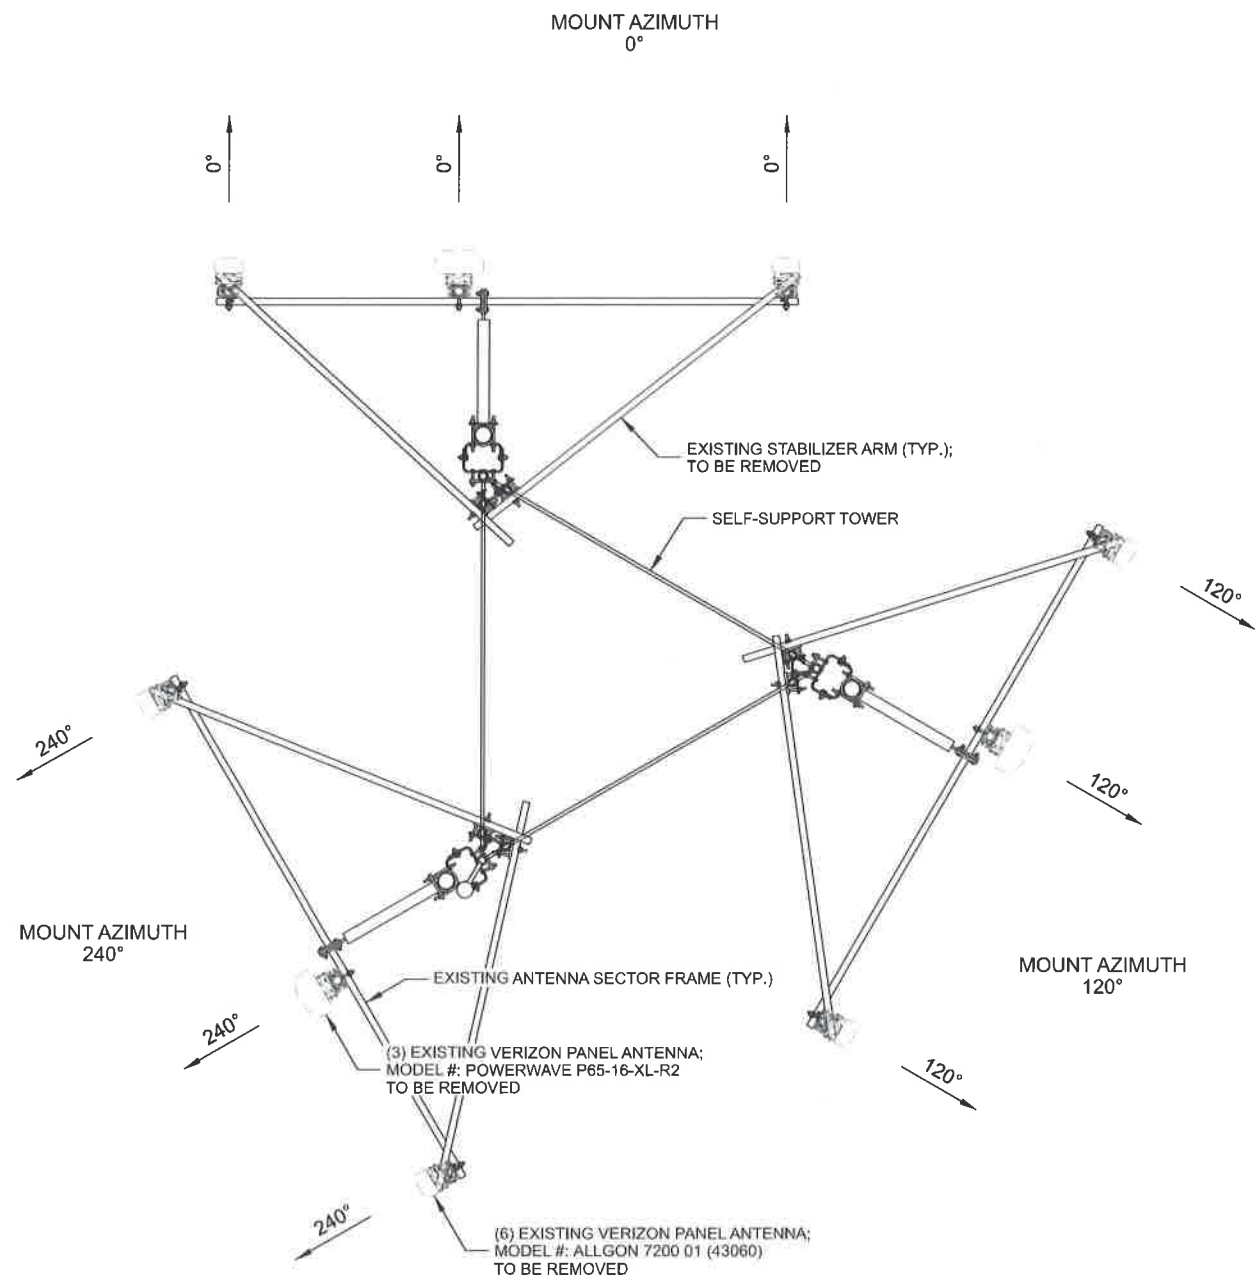 MOUNT AZIMUTH
0°
0°
0°
0°
EXISTING STABILIZER ARM (TYP.);
TO BE REMOVED
SELF-SUPPORT TOWER
120°
240°
120°
MOUNT AZIMUTH
240°
MOUNT AZIMUTH
120°
EXISTING ANTENNA SECTOR FRAME (TYP.)
240°
(3) EXISTING VERIZON PANEL ANTENNA;
MODEL #: POWERWAVE P65-16-XL-R2
TO BE REMOVED
120°
240°
(6) EXISTING VERIZON PANEL ANTENNA;
MODEL #: ALLGON 7200 01 (43060)
TO BE REMOVED